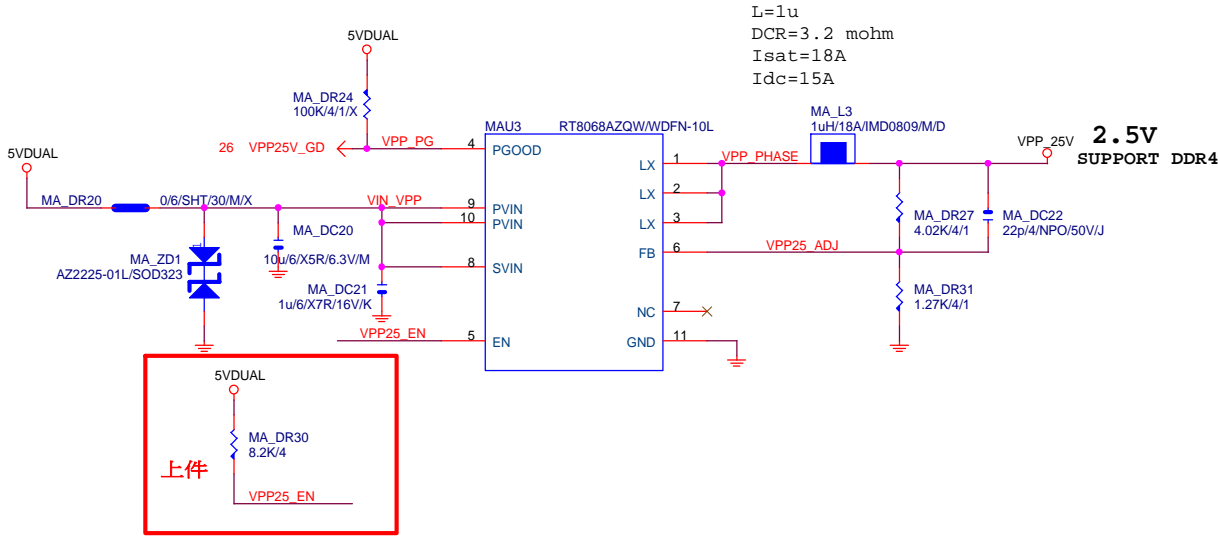 L=1u
DCR=3.2 mohm
Isat=18A
Idc=15A
5VDUAL
MA_DR24
100K/4/1/X
26 VPP25V_GD
VPP_PG
MAU3
RT8068AZQW/WDFN-10L
4 PGOOD
5VDUAL
MA_DR20
0/6/SHT/30/M/X
VIN_VPP
9 PVIN
10 PVIN
8 SVIN
VPP25_EN
5 EN
MA_ZD1
AZ2225-01L/SOD323
1
MA_DC20
10u/6/X5R/6.3V/M
MA_DC21
1u/6/X7R/16V/K
LX 1
LX 2
LX 3
FB 6
NC 7
GND 11
VPP_PHASE
MA_L3
1uH/18A/IMD0809/M/D
VPP_25V
2.5V
SUPPORT DDR4
MA_DR27
4.02K/4/1
MA_DC22
22p/4/NPO/50V/J
VPP25_ADJ
MA_DR31
1.27K/4/1
5VDUAL
MA_DR30
8.2K/4
上件
VPP25_EN